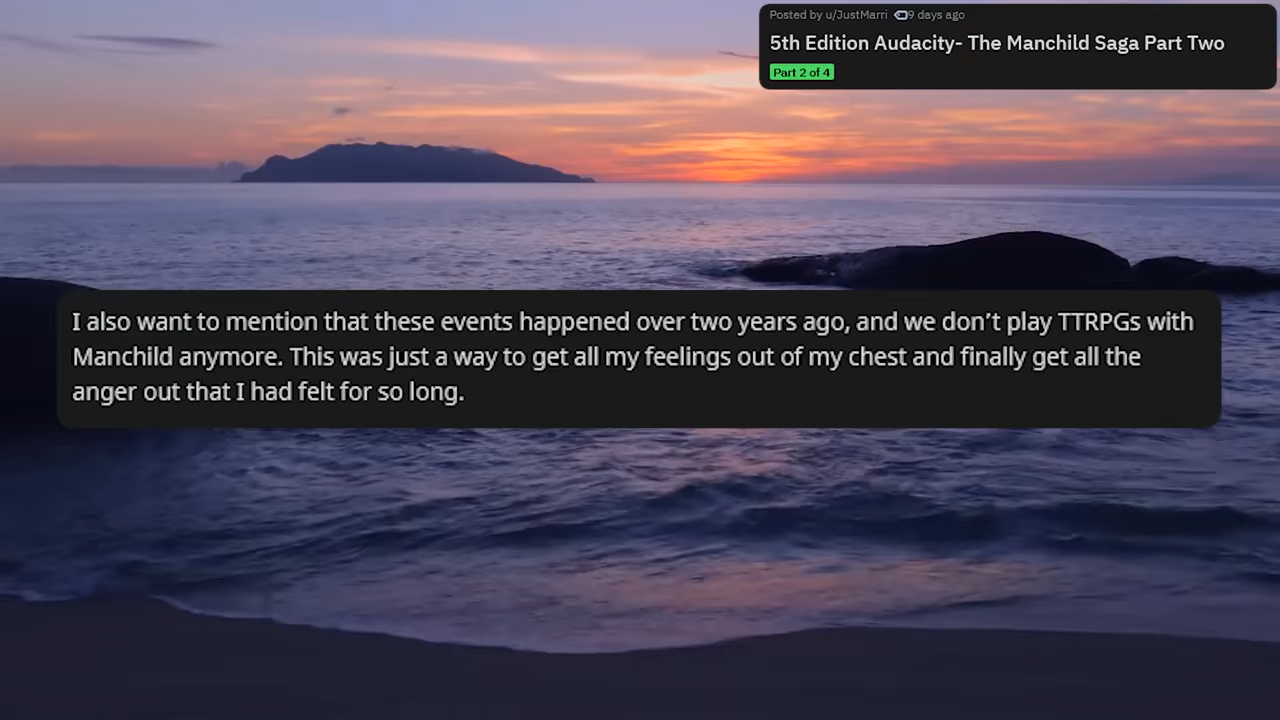 Posted by u/JustMarri 9 days ago
5th Edition Audacity- The Manchild Saga Part Two
Part 2 of 4
I also want to mention that these events happened over two years ago, and we don’t play TTRPGs with
Manchild anymore. This was just a way to get all my feelings out of my chest and finally get all the
anger out that I had felt for so long.